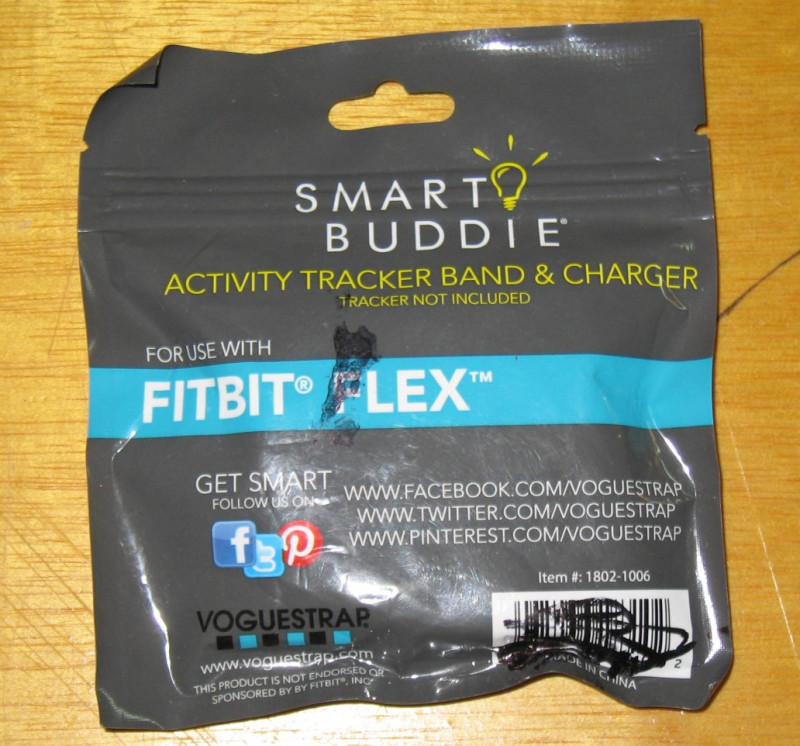 SMART
BUDDIE®
ACTIVITY TRACKER BAND & CHARGER
TRACKER NOT INCLUDED
FOR USE WITH
FITBIT® FLEX™
GET SMART
FOLLOW US ON
WWW.FACEBOOK.COM/VOGUESTRAP
WWW.TWITTER.COM/VOGUESTRAP
WWW.PINTEREST.COM/VOGUESTRAP
Item #: 1802-1006
VOGUESTRAP
www.voguestrap.com
THIS PRODUCT IS NOT ENDORSED OR
SPONSORED BY BY FITBIT®, INC.
2
MADE IN CHINA